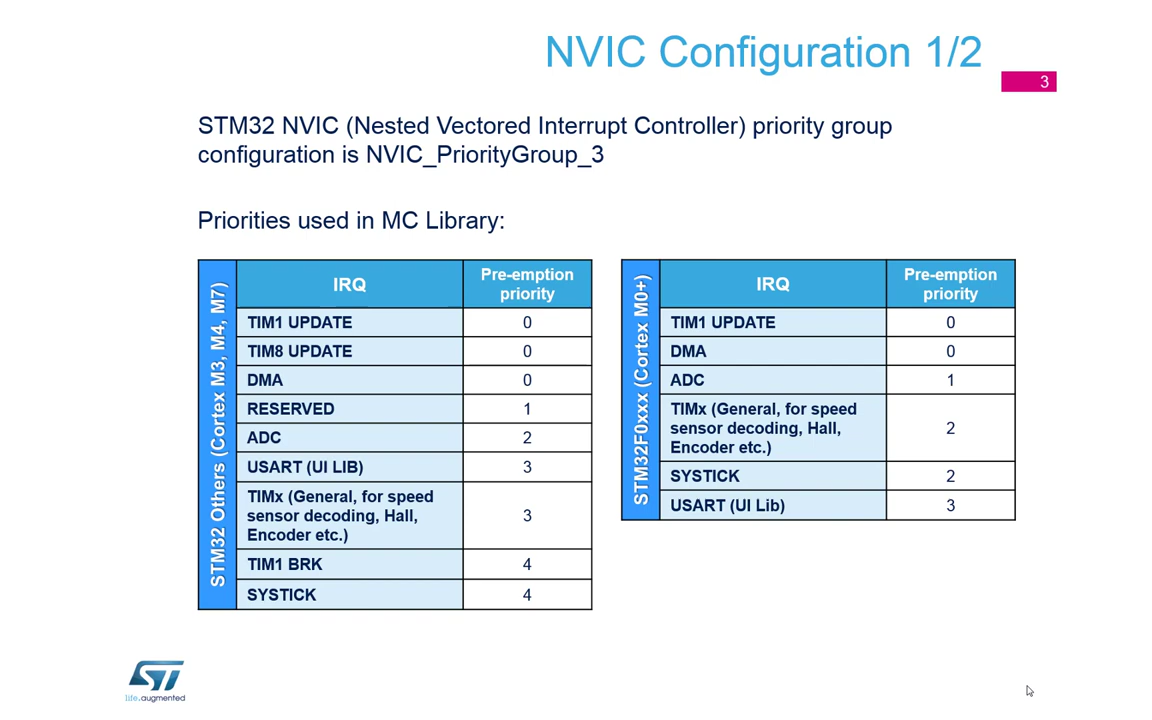 NVIC Configuration 1/2
3
STM32 NVIC (Nested Vectored Interrupt Controller) priority group
configuration is NVIC_PriorityGroup_3
Priorities used in MC Library:
STM32 Others (Cortex M3, M4, M7)
IRQ
Pre-emption
priority
TIM1 UPDATE 0
TIM8 UPDATE 0
DMA 0
RESERVED 1
ADC 2
USART (UI LIB) 3
TIMx (General, for speed
sensor decoding, Hall, 3
Encoder etc.)
TIM1 BRK 4
SYSTICK 4
STM32F0xxx (Cortex M0+)
IRQ
Pre-emption
priority
TIM1 UPDATE 0
DMA 0
ADC 1
TIMx (General, for speed
sensor decoding, Hall, 2
Encoder etc.)
SYSTICK 2
USART (UI Lib) 3
ST
life.augmented